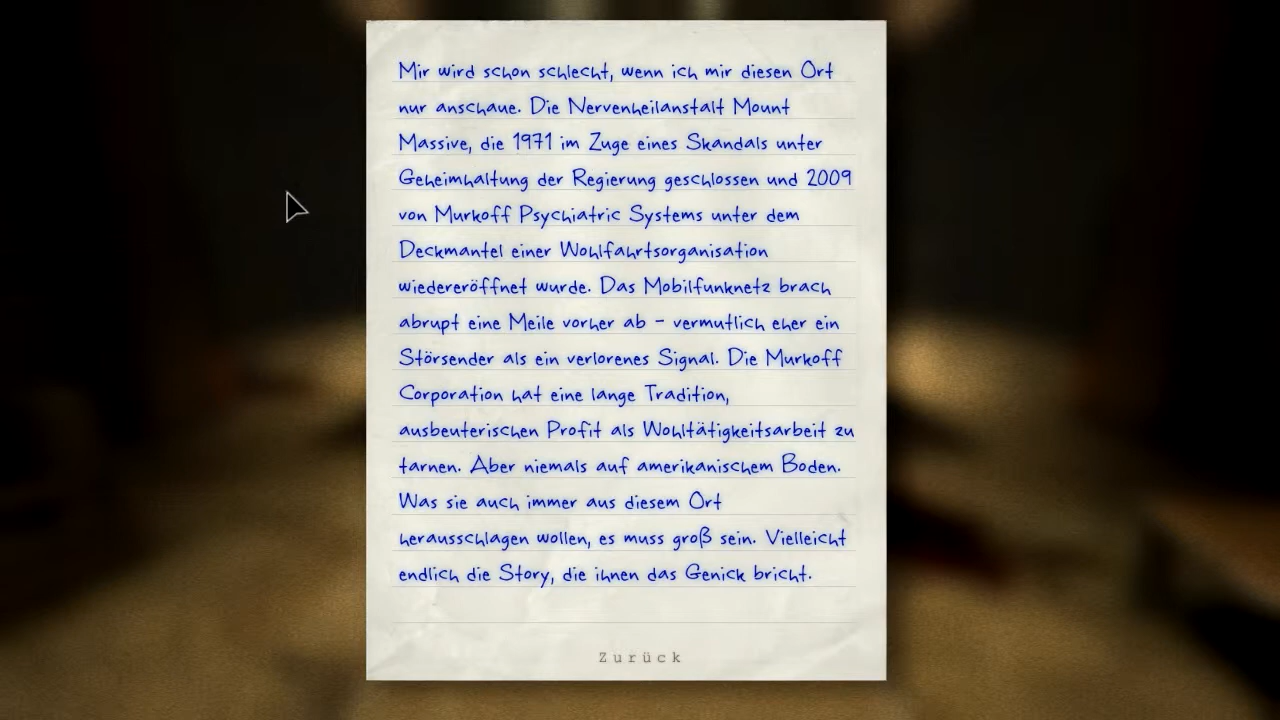 Mir wird schon schlecht, wenn ich mir diesen Ort
nur anschaue. Die Nervenheilanstalt Mount
Massive, die 1971 im Zuge eines Skandals unter
Geheimhaltung der Regierung geschlossen und 2009
von Murkoff Psychiatric Systems unter dem
Deckmantel einer Wohlfahrtsorganisation
wiedereröffnet wurde. Das Mobilfunknetz brach
abrupt eine Meile vorher ab - vermutlich eher ein
Störsender als ein verlorenes Signal. Die Murkoff
Corporation hat eine lange Tradition,
ausbeuterischen Profit als Wohltätigkeitsarbeit zu
tarnen. Aber niemals auf amerikanischem Boden.
Was sie auch immer aus diesem Ort
herausschlagen wollen, es muss groß sein. Vielleicht
endlich die Story, die ihnen das Genick bricht.
Zurück